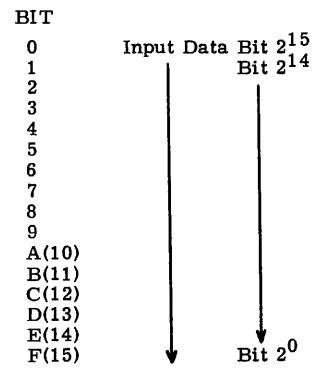 BIT
0 Input Data Bit 2^15
1 Bit 2^14
2
3
4
5
6
7
8
9
A(10)
B(11)
C(12)
D(13)
E(14)
F(15) Bit 2^0